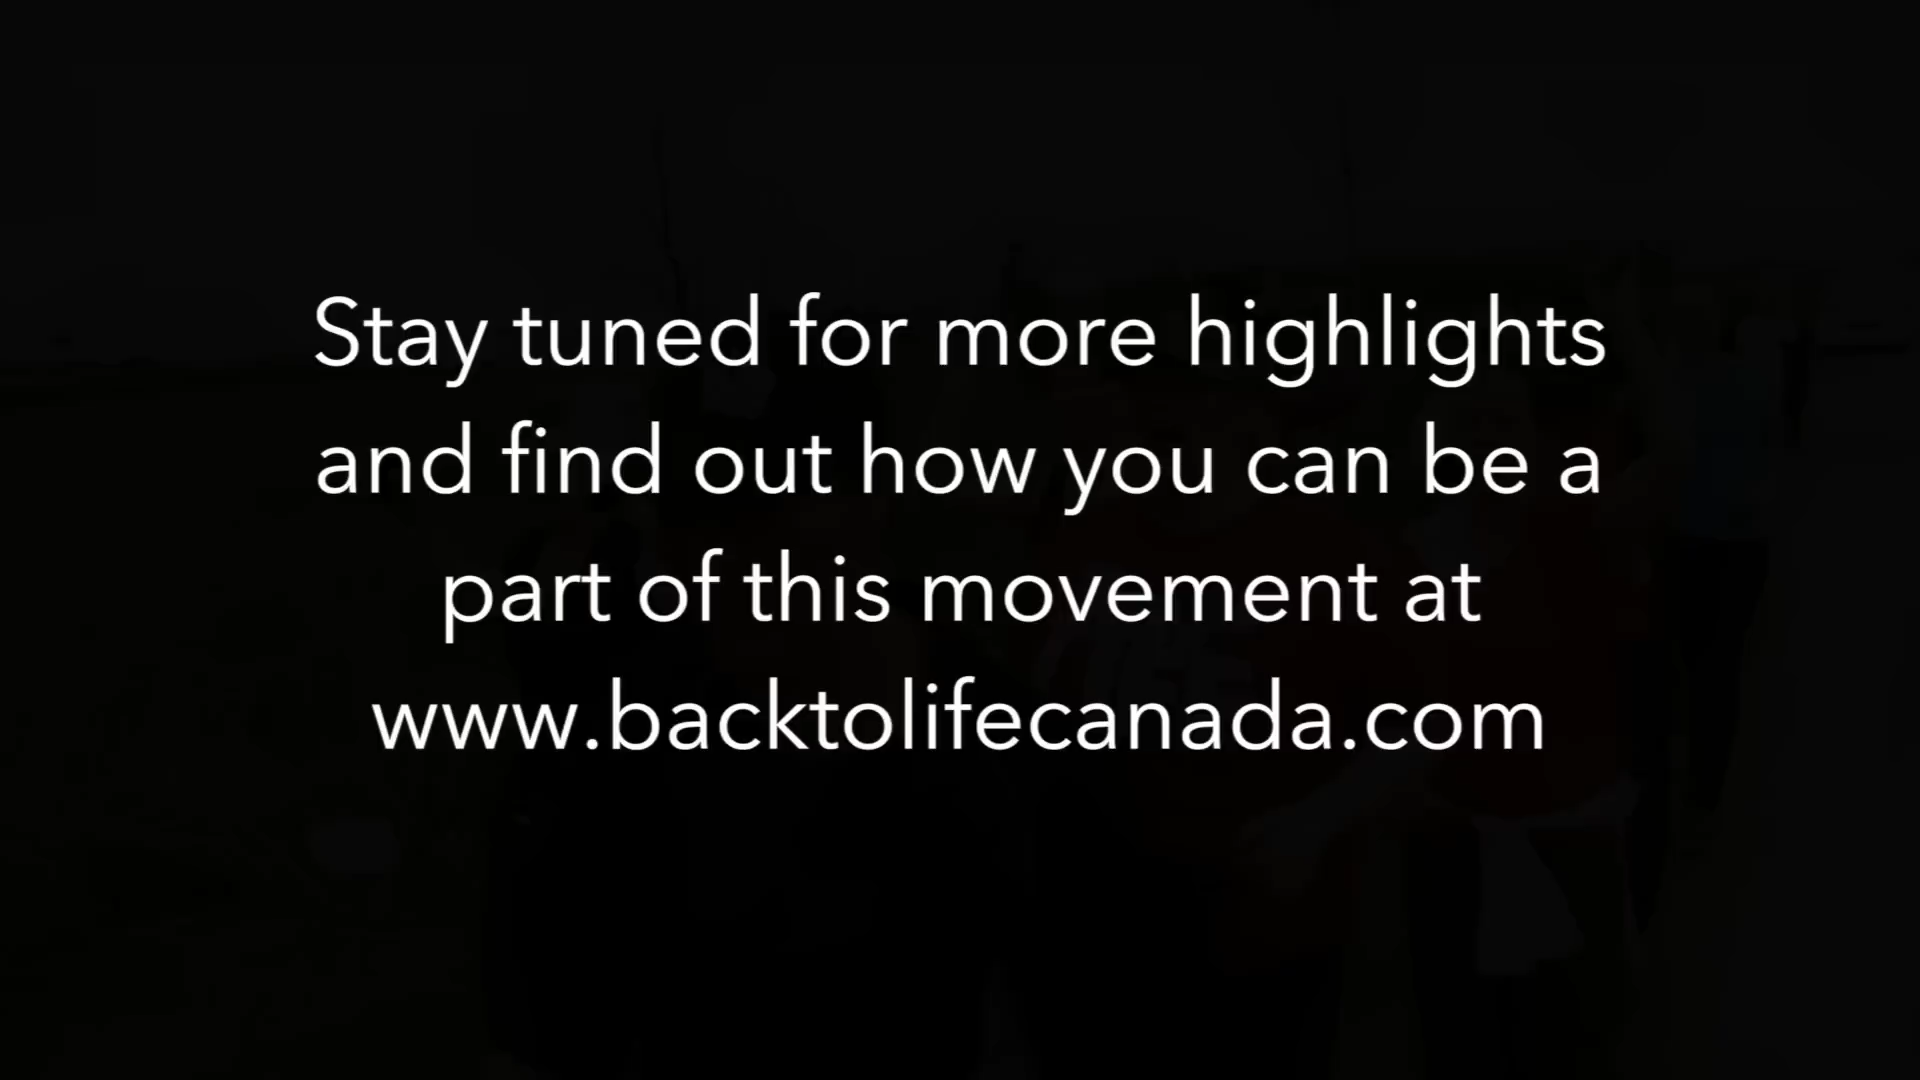 Stay tuned for more highlights
and find out how you can be a
part of this movement at
www.backtolifecanada.com